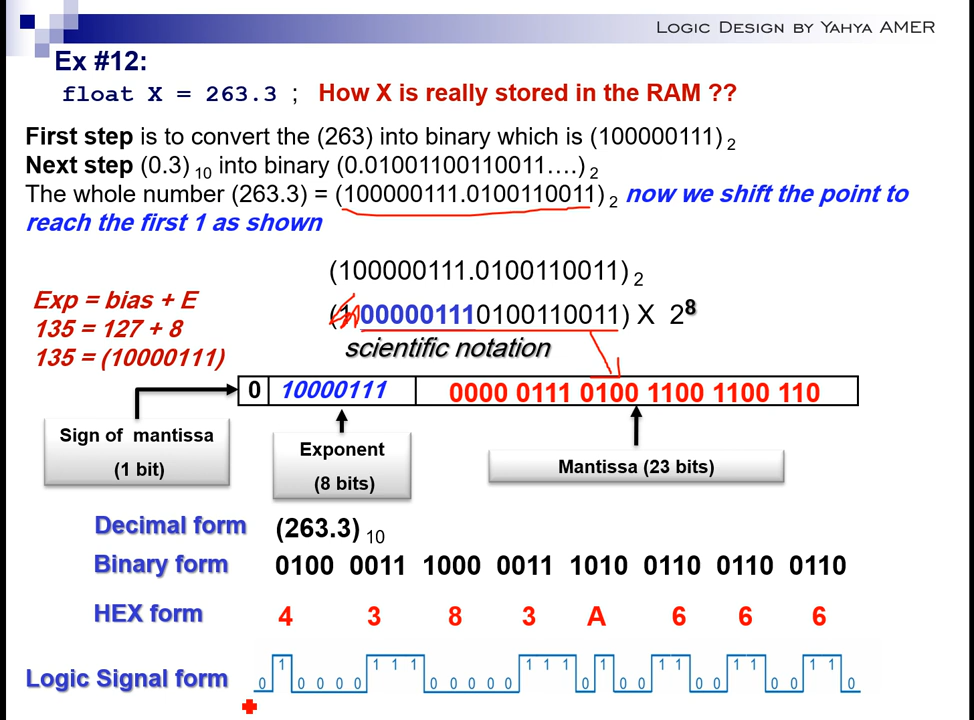 LOGIC DESIGN BY YAHYA AMER
Ex #12:
float X = 263.3 ; How X is really stored in the RAM ??
First step is to convert the (263) into binary which is (100000111) 2
Next step (0.3) 10 into binary (0.01001100110011….) 2
The whole number (263.3) = (100000111.0100110011) 2 now we shift the point to
reach the first 1 as shown
(100000111.0100110011) 2
Exp = bias + E
135 = 127 + 8
135 = (10000111)
(1.000001110100110011) X 2⁸
scientific notation
0 10000111 0000 0111 0100 1100 1100 110
Sign of mantissa
(1 bit)
Exponent
(8 bits)
Mantissa (23 bits)
Decimal form (263.3) 10
Binary form 0100 0011 1000 0011 1010 0110 0110 0110
HEX form 4 3 8 3 A 6 6 6
Logic Signal form 0 1 0 0 0 0 1 1 1 0 0 0 0 0 1 1 1 0 1 0 0 1 1 0 0 1 1 0 0 1 1 0